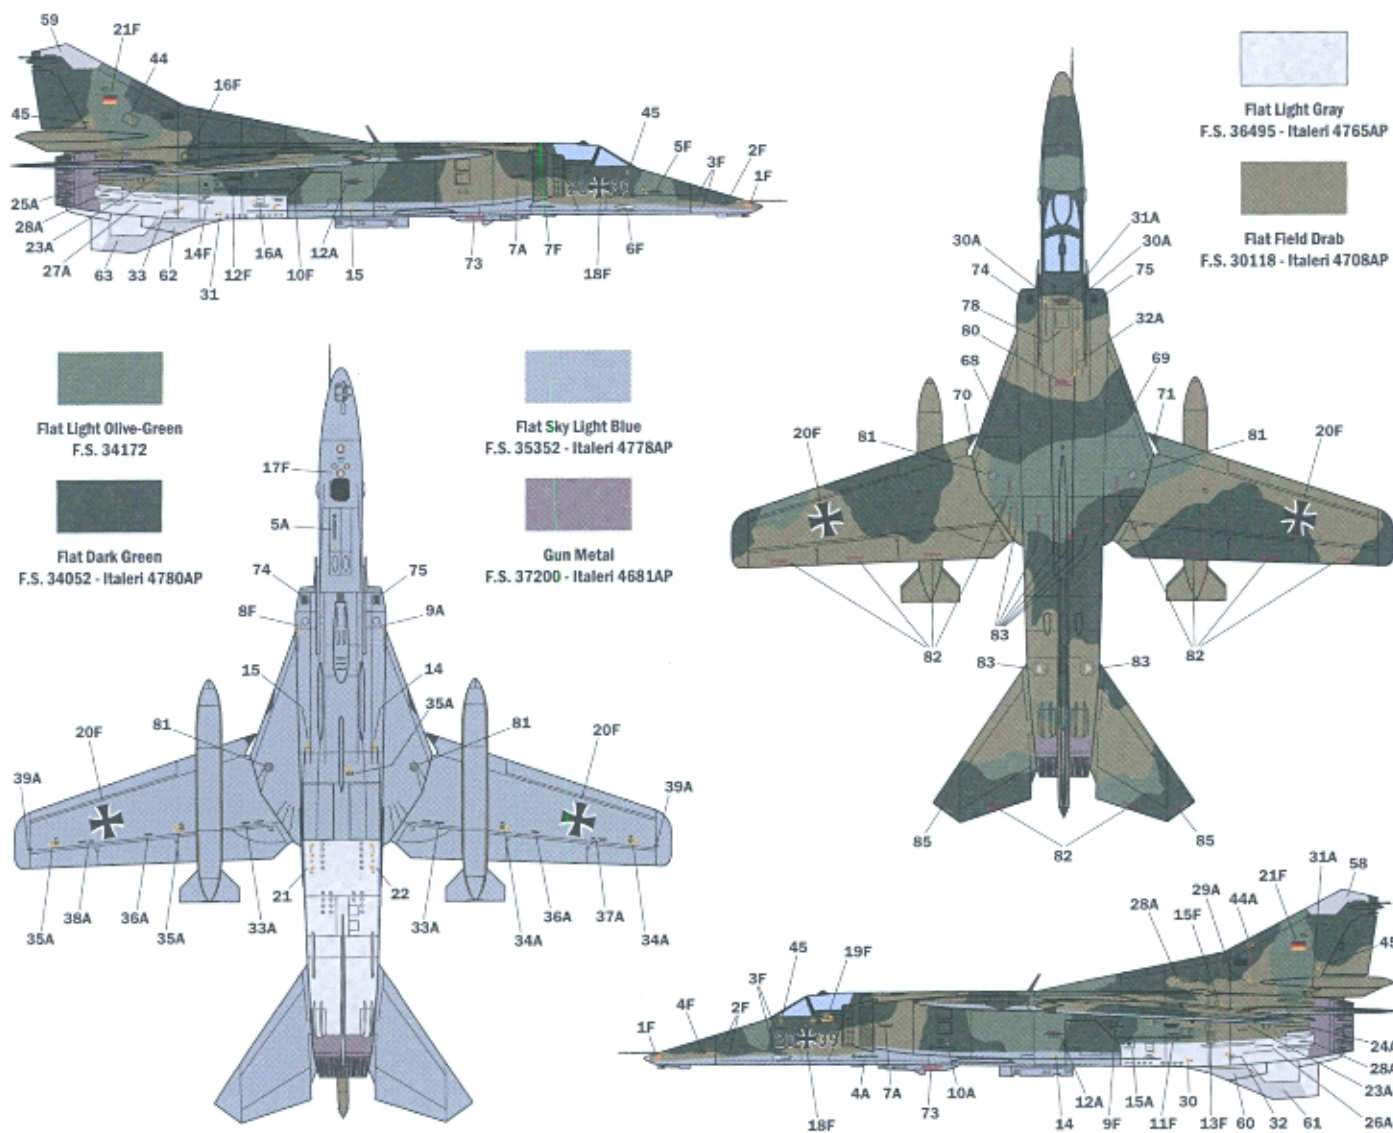 59
21F
44
16F
45
45
5F
3F
2F
1F
25A
28A
23A
27A
63
33
62
14F
31
12F
16A
10F
12A
15
73
7A
7F
18F
6F
Flat Light Gray
F.S. 36495 - Italeri 4765AP
Flat Field Drab
F.S. 30118 - Italeri 4708AP
31A
30A
30A
74
75
78
32A
80
68
69
70
71
20F
81
81
20F
83
82
82
83
83
85
82
85
Flat Light Olive-Green
F.S. 34172
Flat Dark Green
F.S. 34052 - Italeri 4780AP
Flat Sky Light Blue
F.S. 35352 - Italeri 4778AP
Gun Metal
F.S. 37200 - Italeri 4681AP
17F
5A
74
75
8F
9A
15
14
35A
81
81
20F
20F
39A
39A
21
22
35A
38A
36A
35A
33A
33A
34A
36A
37A
34A
58
31A
21F
29A
44A
15F
28A
45
19F
45
3F
2F
4F
1F
20 39
4A
7A
73
10A
18F
14
12A
9F
15A
11F
30
13F
60
32
61
26A
23A
28A
24A